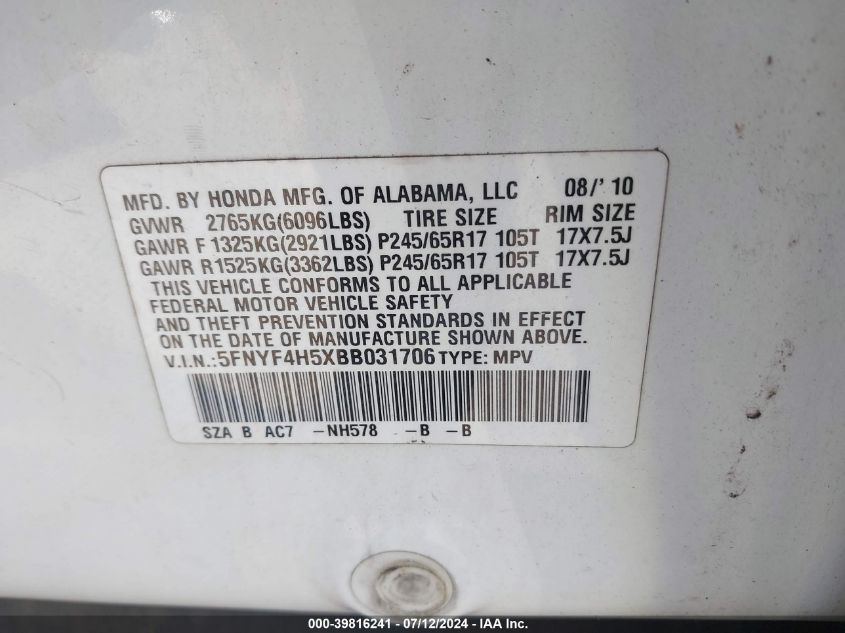 MFD. BY HONDA MFG. OF ALABAMA, LLC 08/' 10
GVWR 2765KG(6096LBS) TIRE SIZE RIM SIZE
GAWR F 1325KG(2921LBS) P245/65R17 105T 17X7.5J
GAWR R1525KG(3362LBS) P245/65R17 105T 17X7.5J
THIS VEHICLE CONFORMS TO ALL APPLICABLE
FEDERAL MOTOR VEHICLE SAFETY
AND THEFT PREVENTION STANDARDS IN EFFECT
ON THE DATE OF MANUFACTURE SHOWN ABOVE.
V.I.N.:5FNYF4H5XBB031706 TYPE: MPV
SZA B AC7 -NH578 -B -B
000-39816241 - 07/12/2024 - IAA Inc.